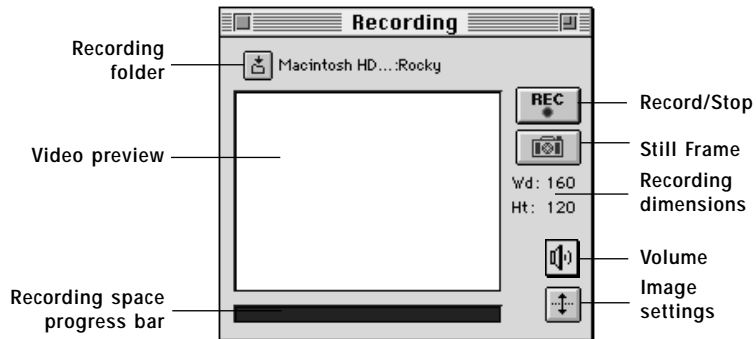 Recording
Recording
folder
Macintosh HD...:Rocky
REC
Record/Stop
Video preview
Still Frame
Wd: 160
Ht: 120
Recording
dimensions
Volume
Image
settings
Recording space
progress bar